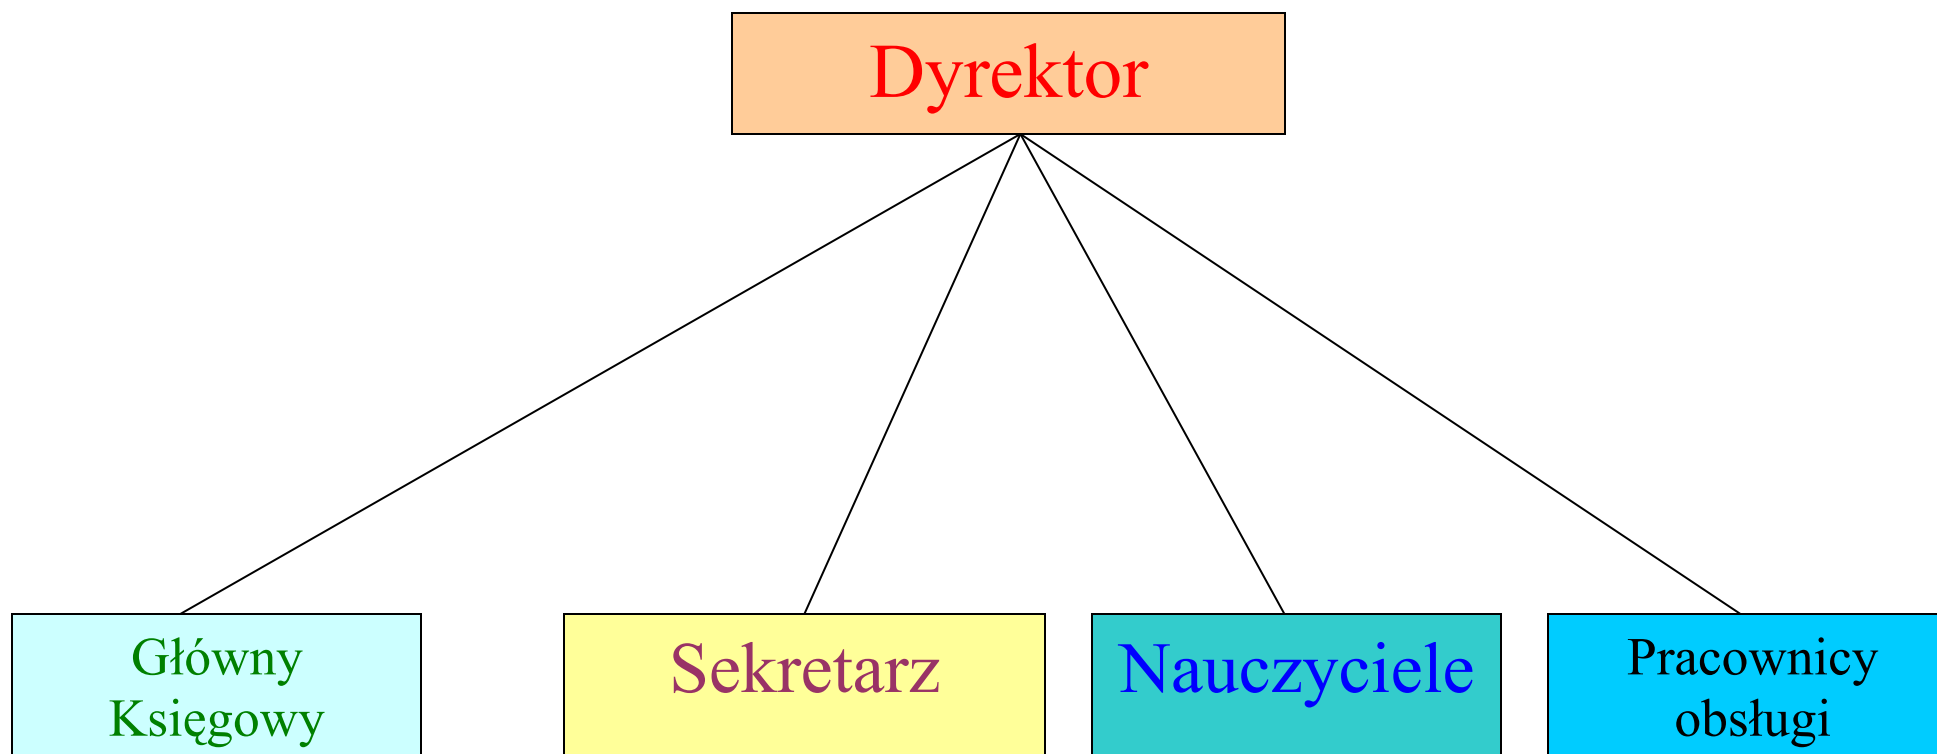 Dyrektor
Główny
Księgowy
Sekretarz
Nauczyciele
Pracownicy
obsługi